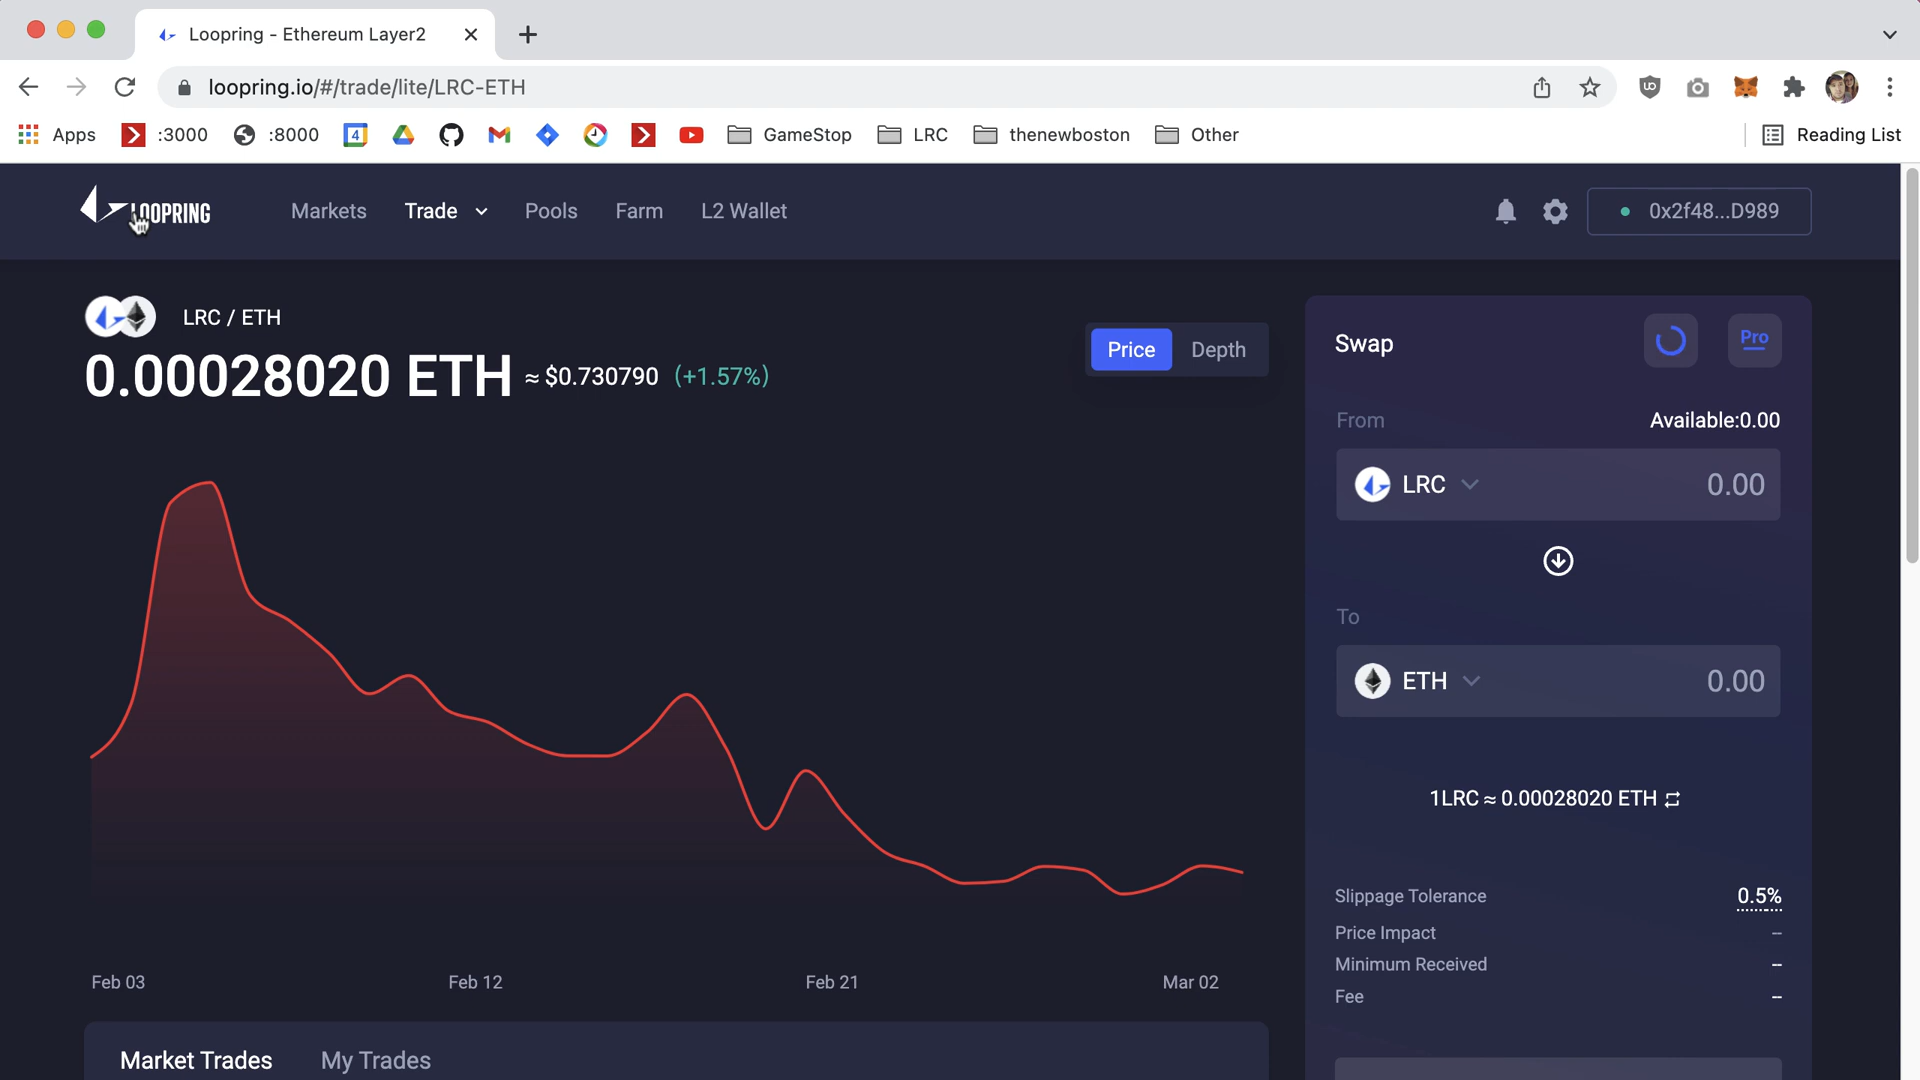 Loopring - Ethereum Layer2
loopring.io/#/trade/lite/LRC-ETH
Apps :3000 :8000 4 GameStop LRC thenewboston Other Reading List
LOOPRING Markets Trade Pools Farm L2 Wallet 0x2f48...D989
LRC / ETH
0.00028020 ETH ≈ $0.730790 (+1.57%)
Price Depth
Feb 03 Feb 12 Feb 21 Mar 02
Market Trades My Trades
Swap Pro
From Available:0.00
LRC 0.00
To
ETH 0.00
1LRC ≈ 0.00028020 ETH
Slippage Tolerance 0.5%
Price Impact --
Minimum Received --
Fee --